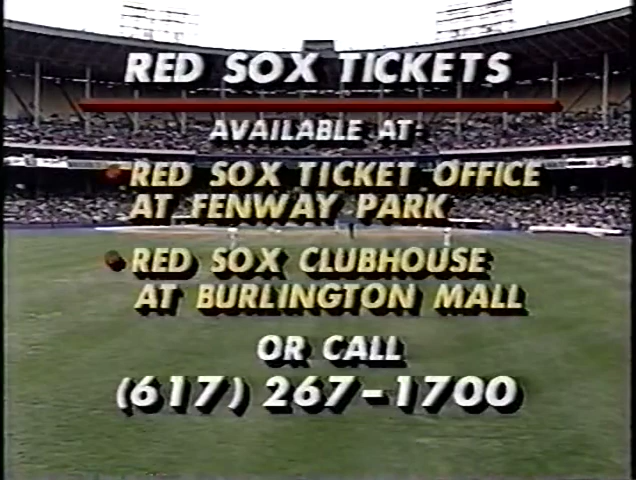 RED SOX TICKETS
AVAILABLE AT:
RED SOX TICKET OFFICE
AT FENWAY PARK
RED SOX CLUBHOUSE
AT BURLINGTON MALL
OR CALL
(617) 267-1700